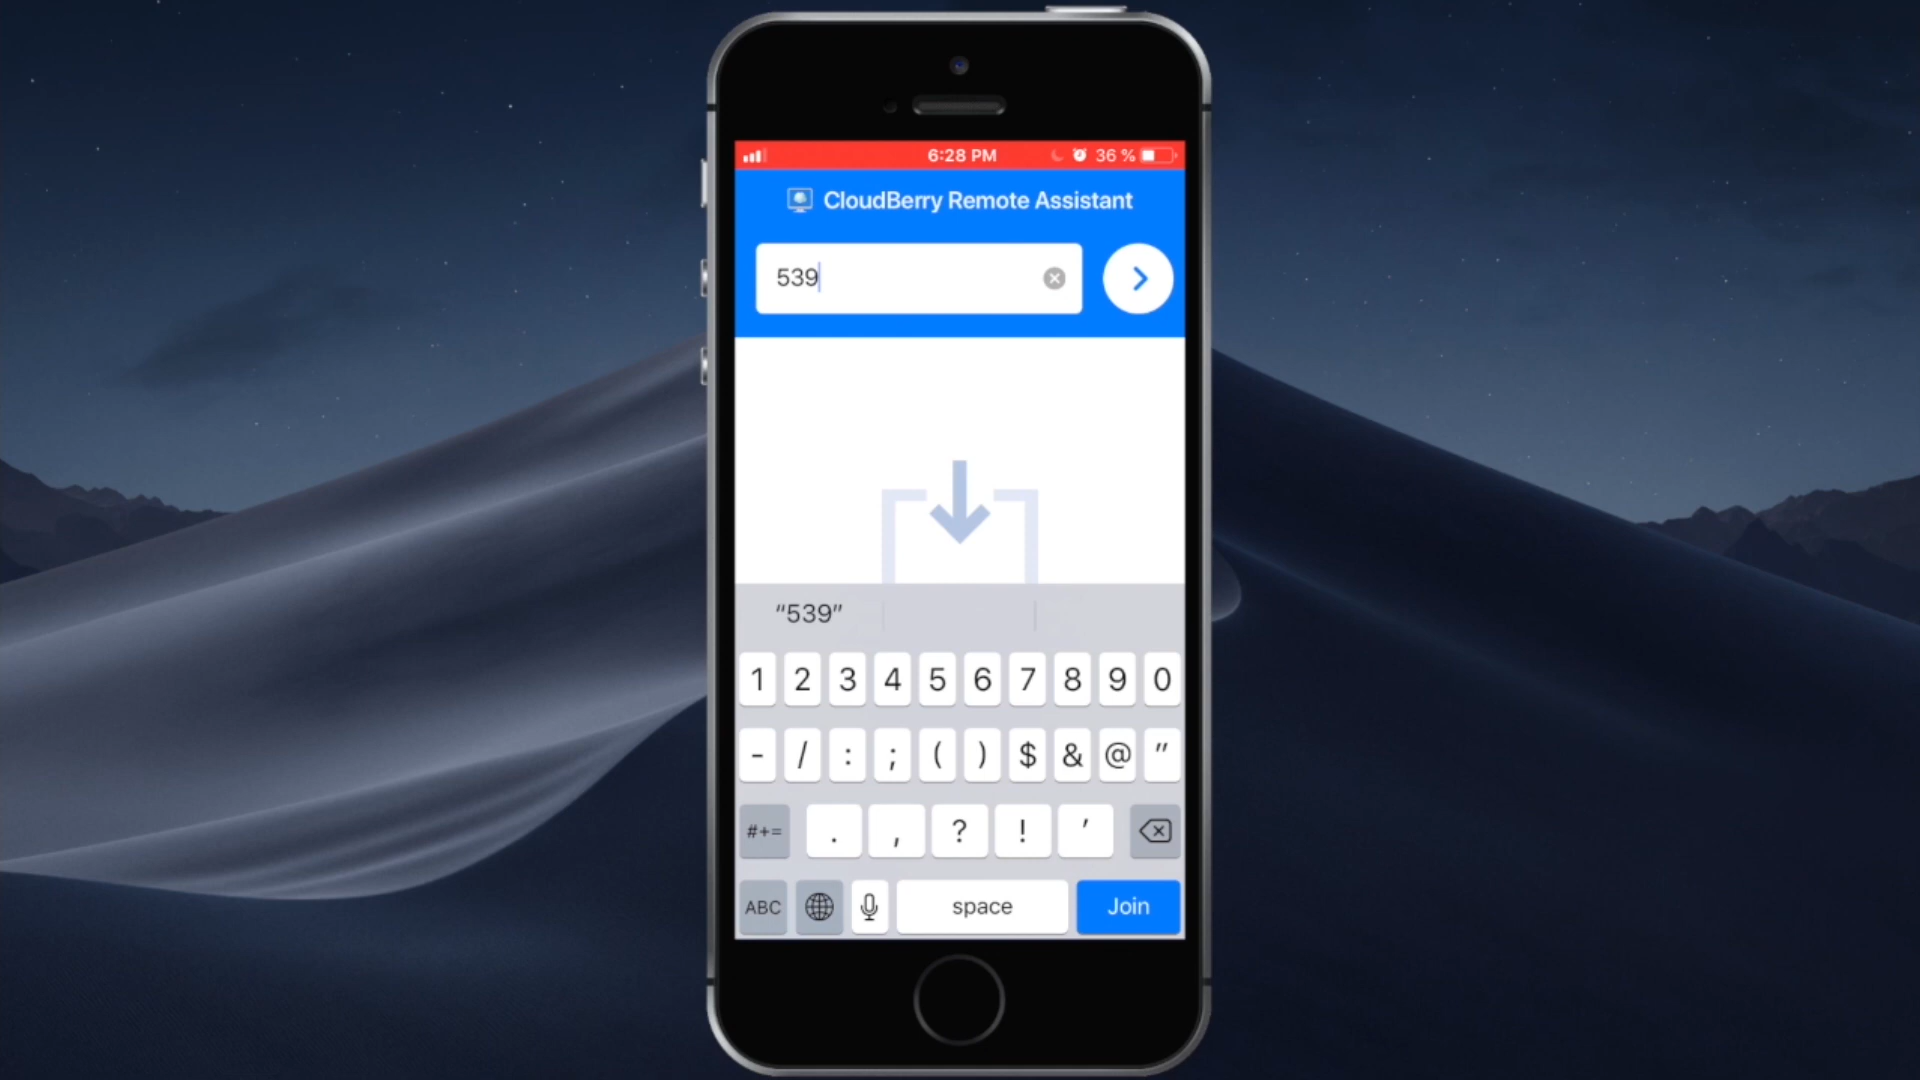 6:28 PM 36 %
CloudBerry Remote Assistant
539
“539”
1 2 3 4 5 6 7 8 9 0
- / : ; ( ) $ & @ "
#+= . , ? ! ′
ABC space Join